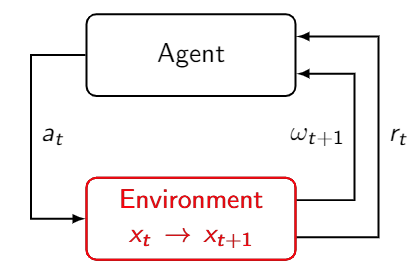 Agent
a_t
ω_{t+1}
r_t
Environment
x_t → x_{t+1}